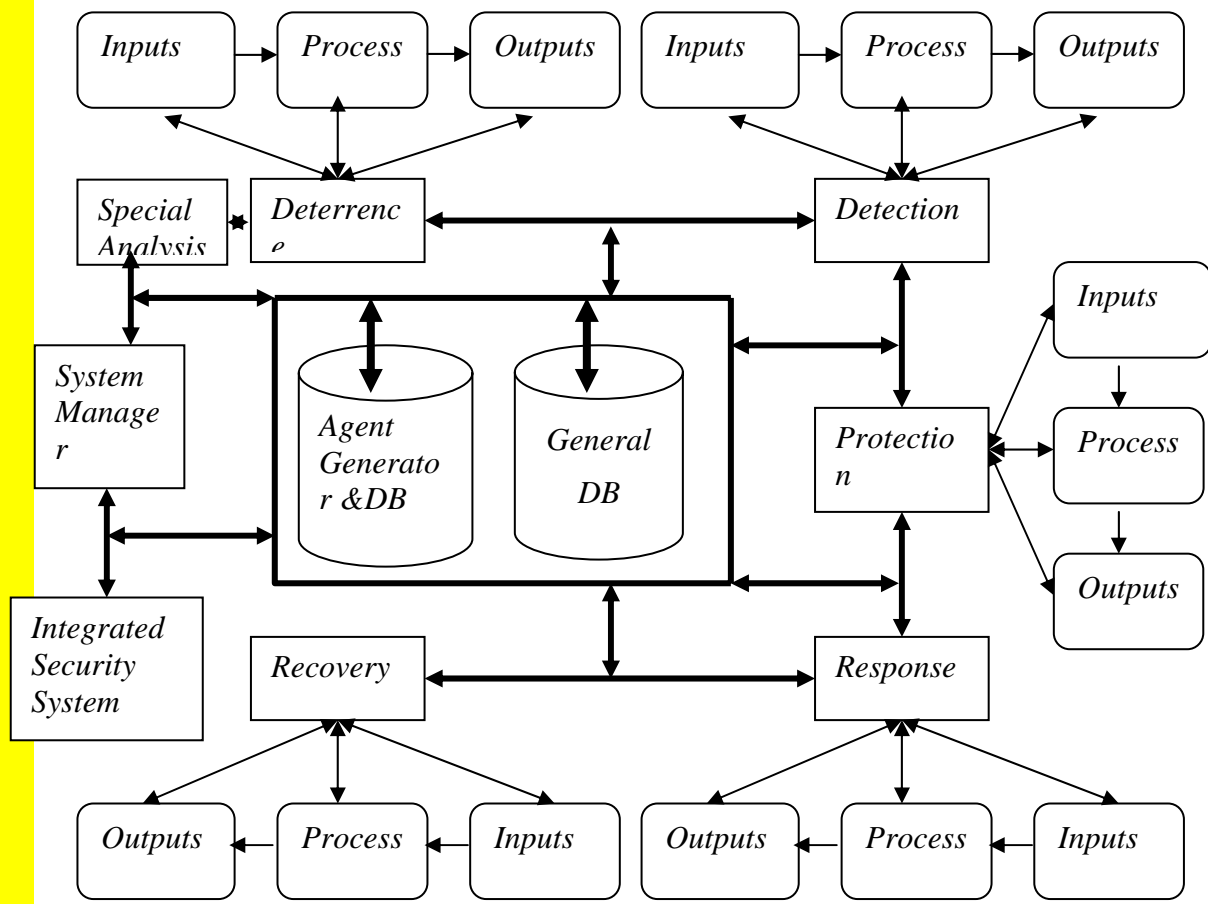 Inputs
Process
Outputs
Inputs
Process
Outputs
Special
Analysis
Deterrenc
e
Detection
Inputs
System
Manage
r
Agent
Generato
r &DB
General
DB
Protectio
n
Process
Outputs
Integrated
Security
System
Recovery
Response
Outputs
Process
Inputs
Outputs
Process
Inputs